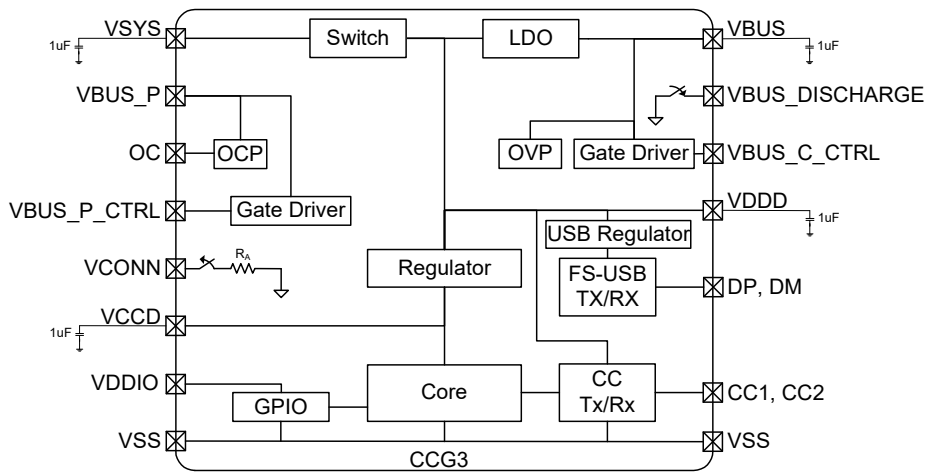 VSYS
1uF
Switch
LDO
VBUS
1uF
VBUS_P
VBUS_DISCHARGE
OC
OCP
OVP
Gate Driver
VBUS_C_CTRL
VBUS_P_CTRL
Gate Driver
VDDD
1uF
USB Regulator
VCONN
RA
Regulator
FS-USB
TX/RX
DP, DM
VCCD
1uF
VDDIO
GPIO
Core
CC
Tx/Rx
CC1, CC2
VSS
VSS
CCG3